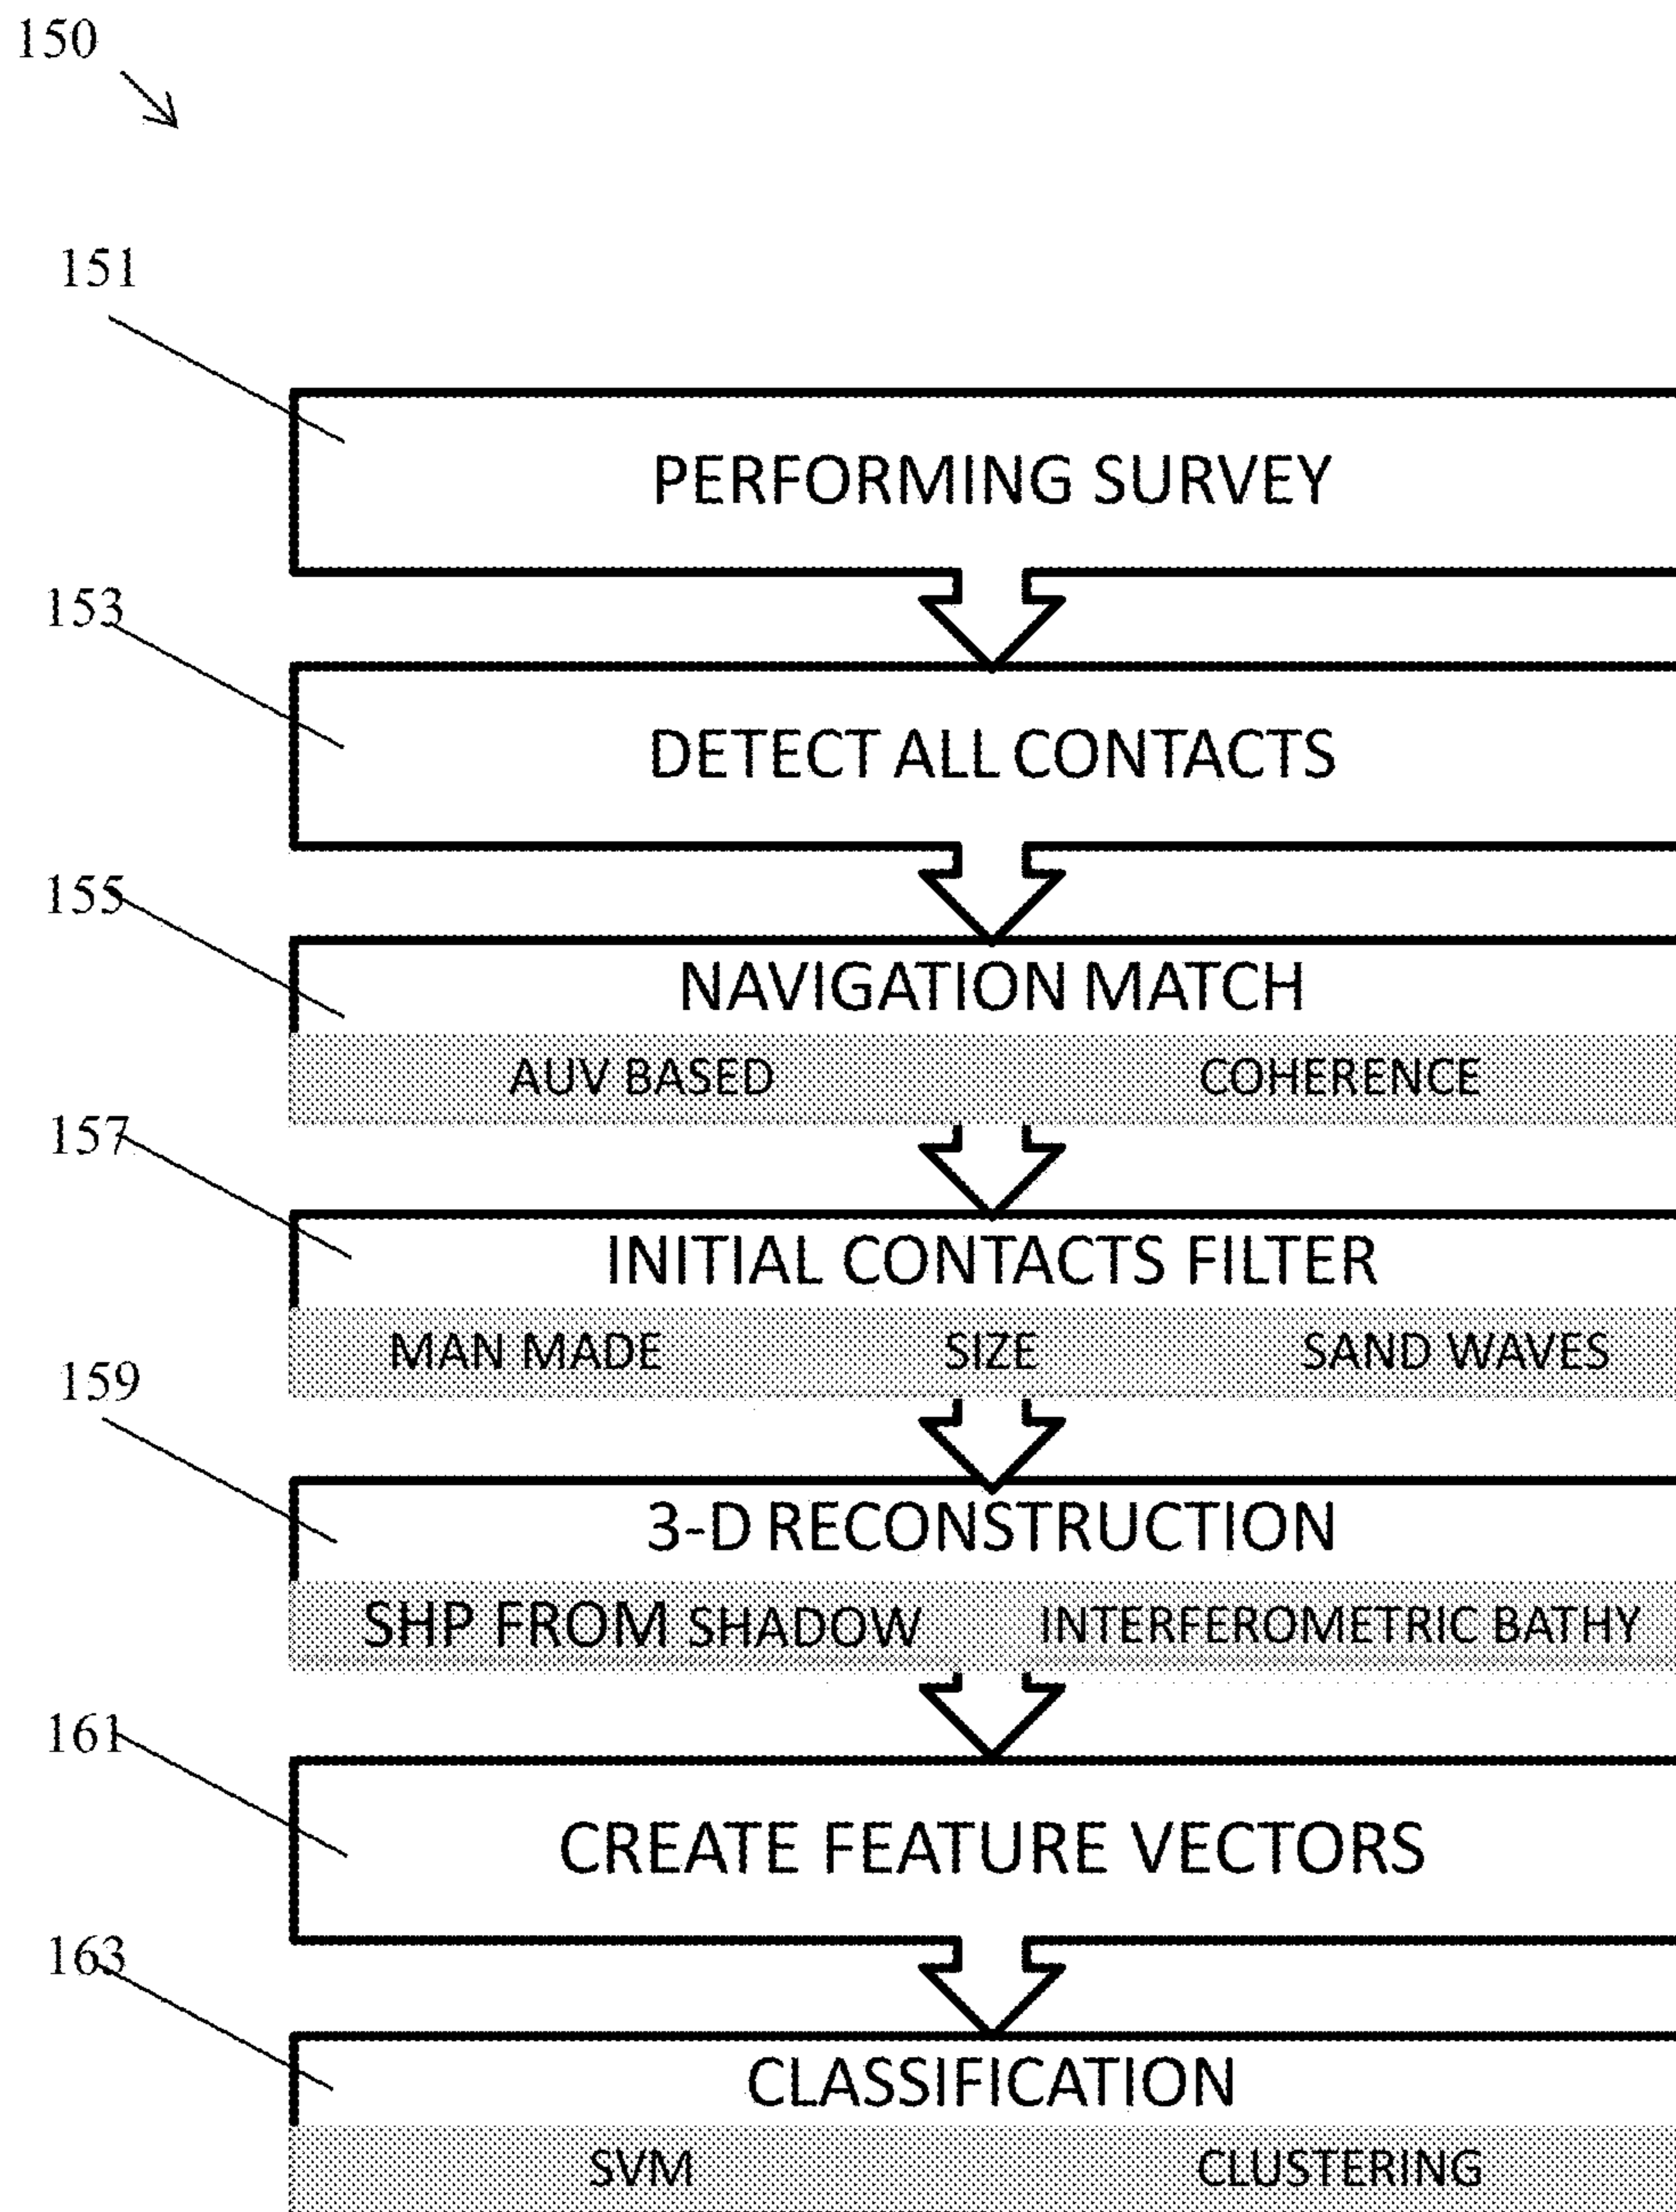 150
151
PERFORMING SURVEY
153
DETECT ALL CONTACTS
155
NAVIGATION MATCH
AUV BASED COHERENCE
157
INITIAL CONTACTS FILTER
MAN MADE SIZE SAND WAVES
159
3-D RECONSTRUCTION
SHP FROM SHADOW INTERFEROMETRIC BATHY
161
CREATE FEATURE VECTORS
163
CLASSIFICATION
SVM CLUSTERING